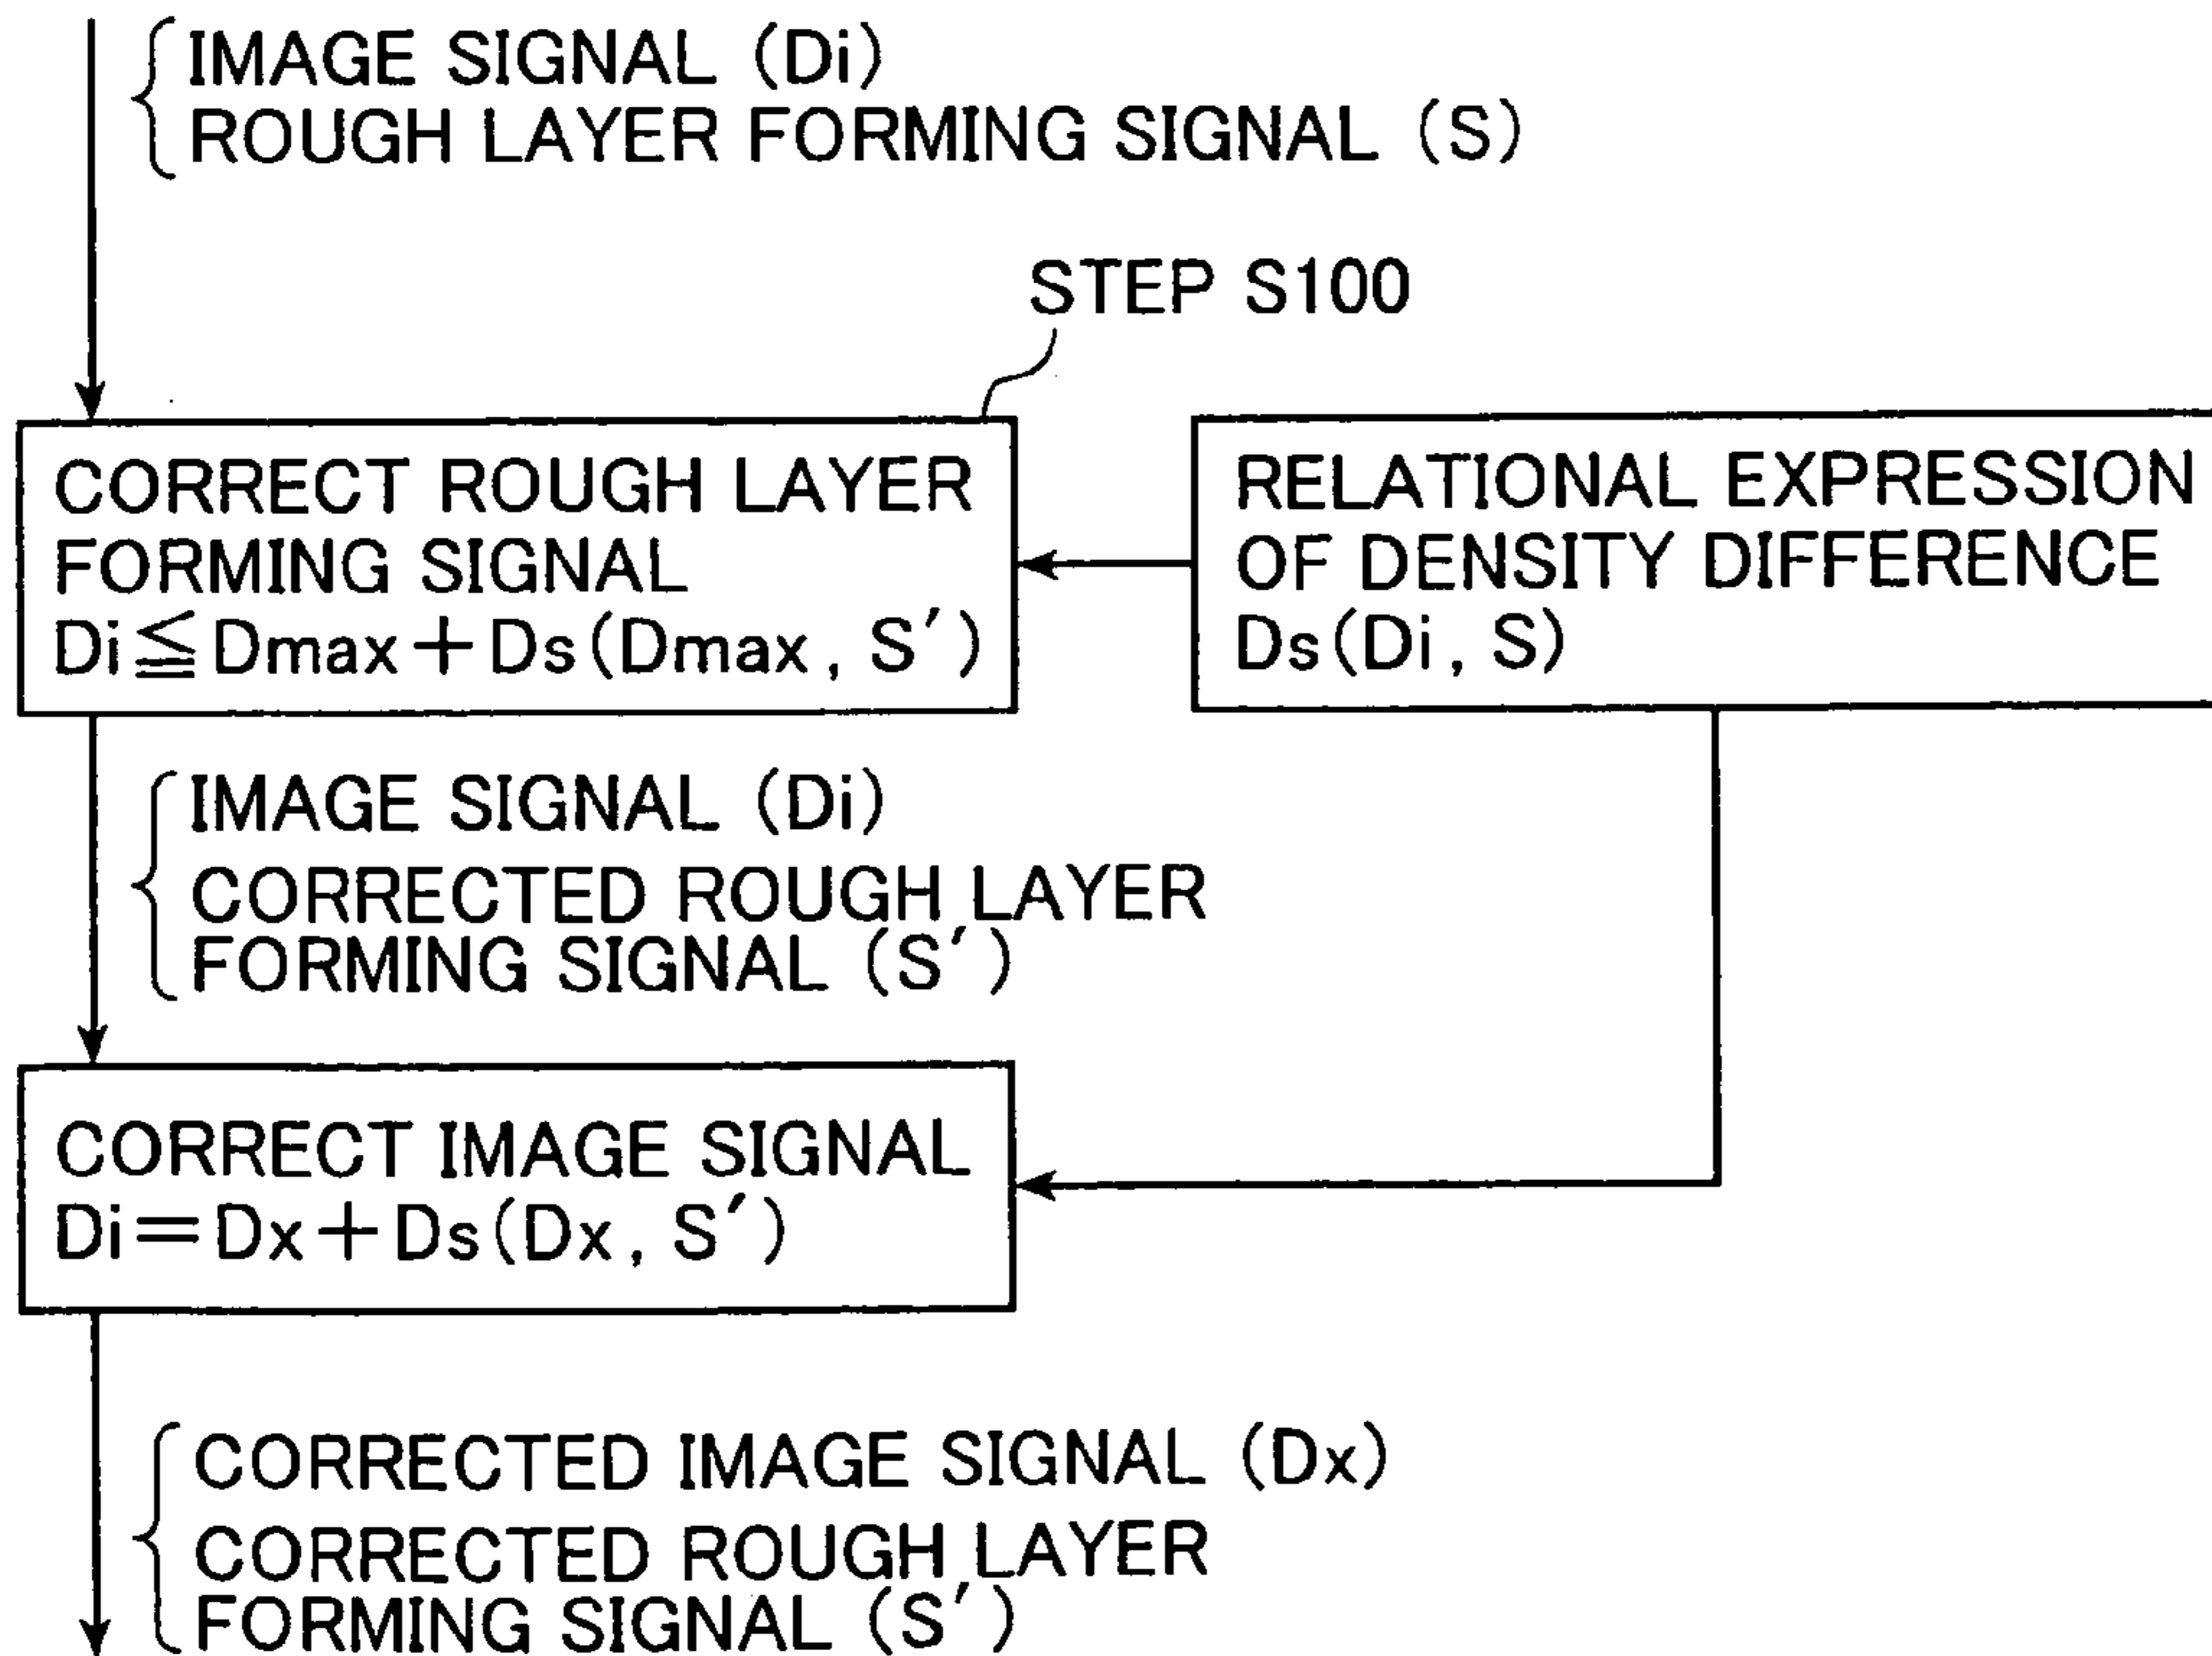 IMAGE SIGNAL (Di)
ROUGH LAYER FORMING SIGNAL (S)
STEP S100
CORRECT ROUGH LAYER
FORMING SIGNAL
Di≦Dmax+Ds(Dmax, S′)
RELATIONAL EXPRESSION
OF DENSITY DIFFERENCE
Ds(Di, S)
IMAGE SIGNAL (Di)
CORRECTED ROUGH LAYER
FORMING SIGNAL (S′)
CORRECT IMAGE SIGNAL
Di=Dx+Ds(Dx, S′)
CORRECTED IMAGE SIGNAL (Dx)
CORRECTED ROUGH LAYER
FORMING SIGNAL (S′)